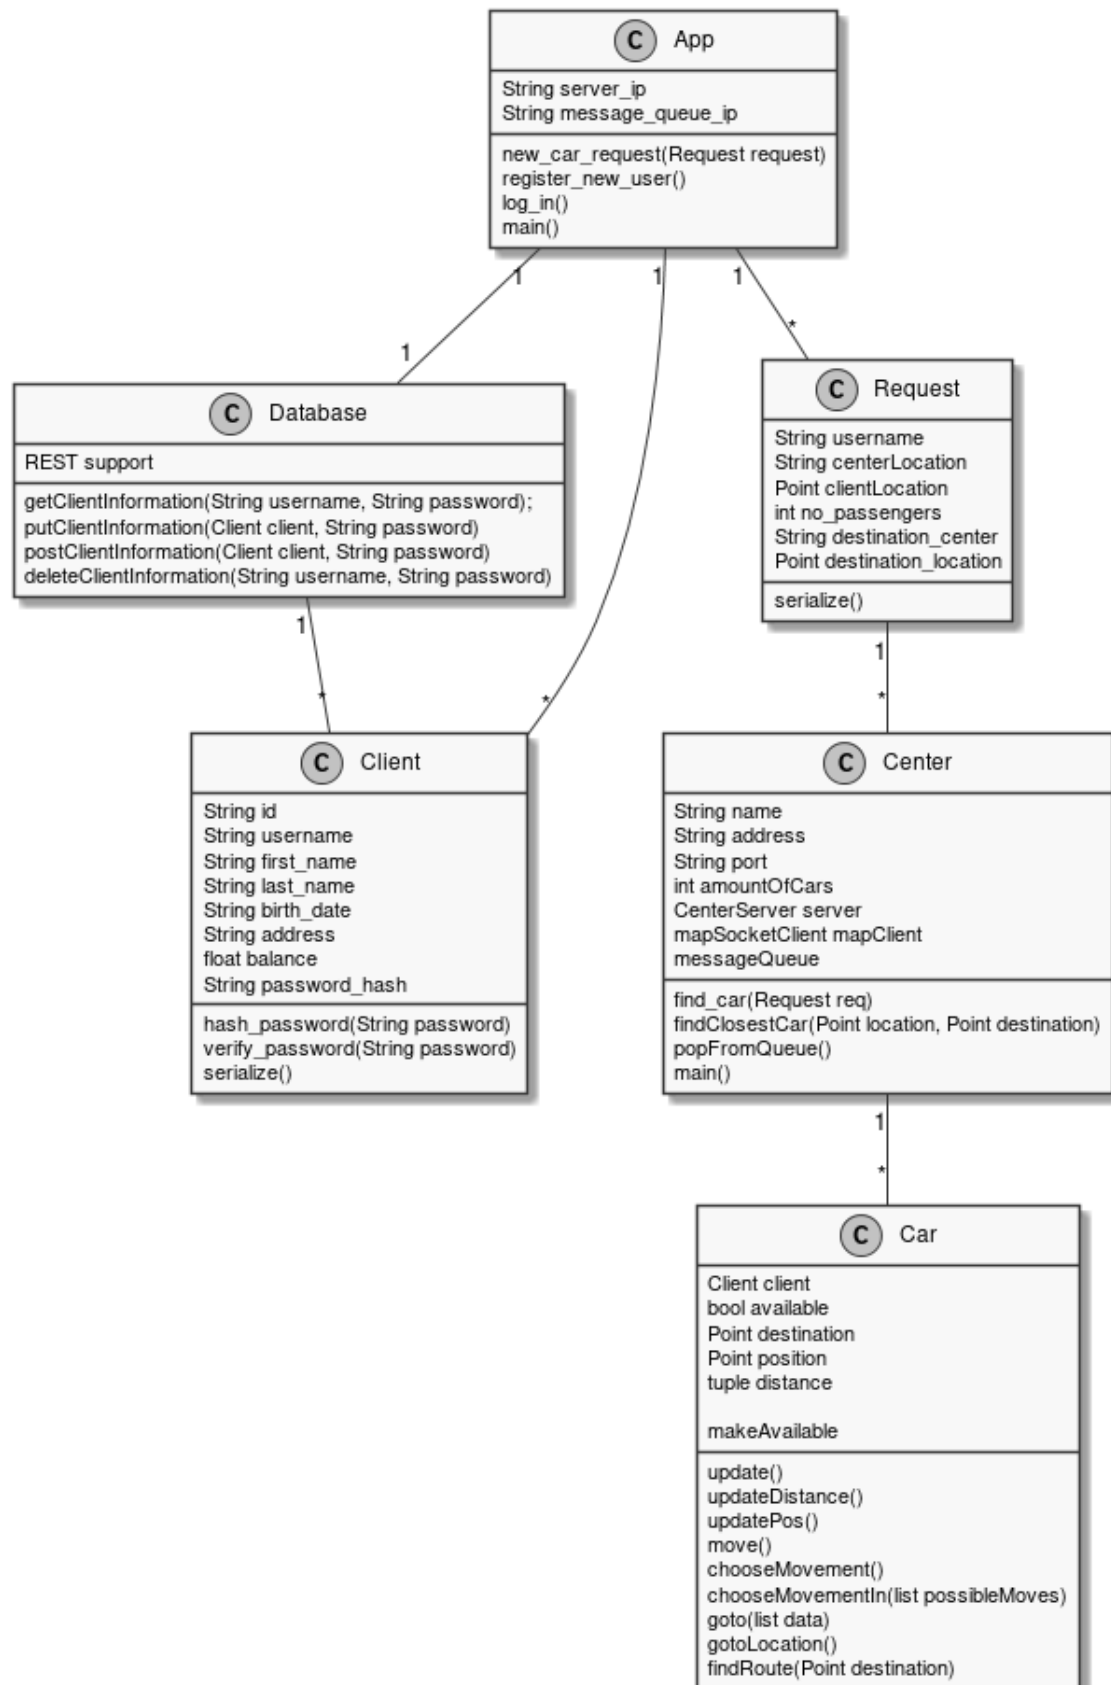 C App
String server_ip
String message_queue_ip
new_car_request(Request request)
register_new_user()
log_in()
main()
1
1
1
1
*
C Database
REST support
getClientInformation(String username, String password);
putClientInformation(Client client, String password)
postClientInformation(Client client, String password)
deleteClientInformation(String username, String password)
C Request
String username
String centerLocation
Point clientLocation
int no_passengers
String destination_center
Point destination_location
serialize()
1
*
*
1
*
C Client
String id
String username
String first_name
String last_name
String birth_date
String address
float balance
String password_hash
hash_password(String password)
verify_password(String password)
serialize()
C Center
String name
String address
String port
int amountOfCars
CenterServer server
mapSocketClient mapClient
messageQueue
find_car(Request req)
findClosestCar(Point location, Point destination)
popFromQueue()
main()
1
*
C Car
Client client
bool available
Point destination
Point position
tuple distance
makeAvailable
update()
updateDistance()
updatePos()
move()
chooseMovement()
chooseMovementIn(list possibleMoves)
goto(list data)
gotoLocation()
findRoute(Point destination)